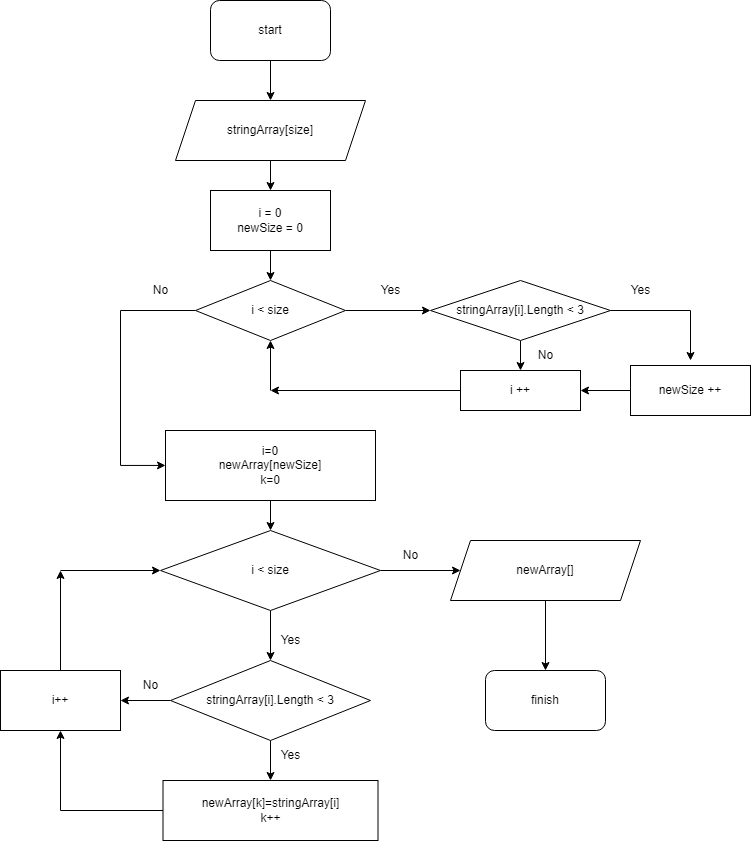 start
stringArray[size]
i = 0
newSize = 0
No
i < size
Yes
stringArray[i].Length < 3
Yes
No
i ++
newSize ++
i=0
newArray[newSize]
k=0
i < size
No
newArray[]
Yes
i++
No
stringArray[i].Length < 3
finish
Yes
newArray[k]=stringArray[i]
k++